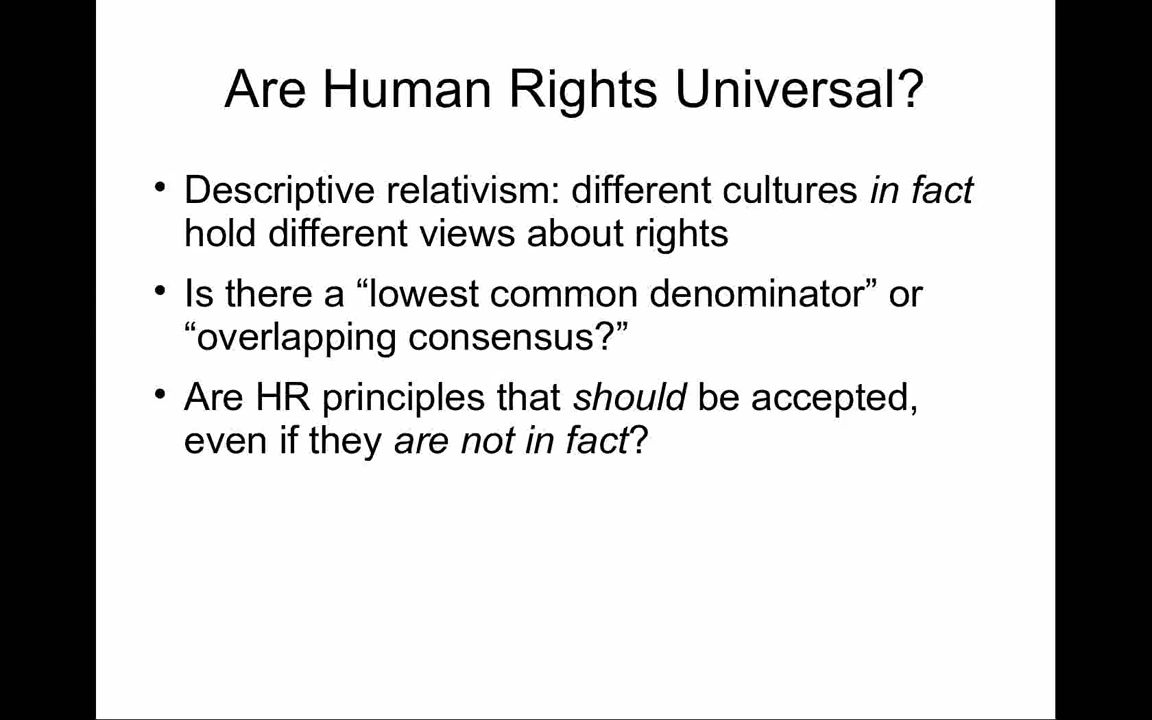 Are Human Rights Universal?
• Descriptive relativism: different cultures in fact
hold different views about rights
• Is there a “lowest common denominator” or
“overlapping consensus?”
• Are HR principles that should be accepted,
even if they are not in fact?